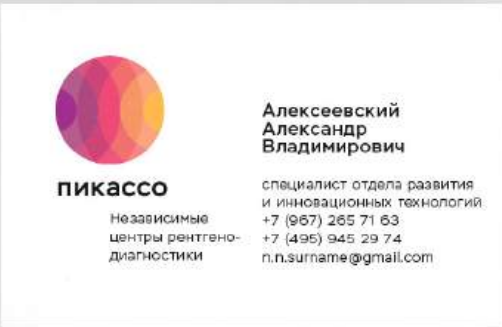 пикассо
Независимые
центры рентгено-
диагностики
Алексеевский
Александр
Владимирович
специалист отдела развития
и инновационных технологий
+7 (967) 265 71 63
+7 (495) 945 29 74
n.n.surname@gmail.com